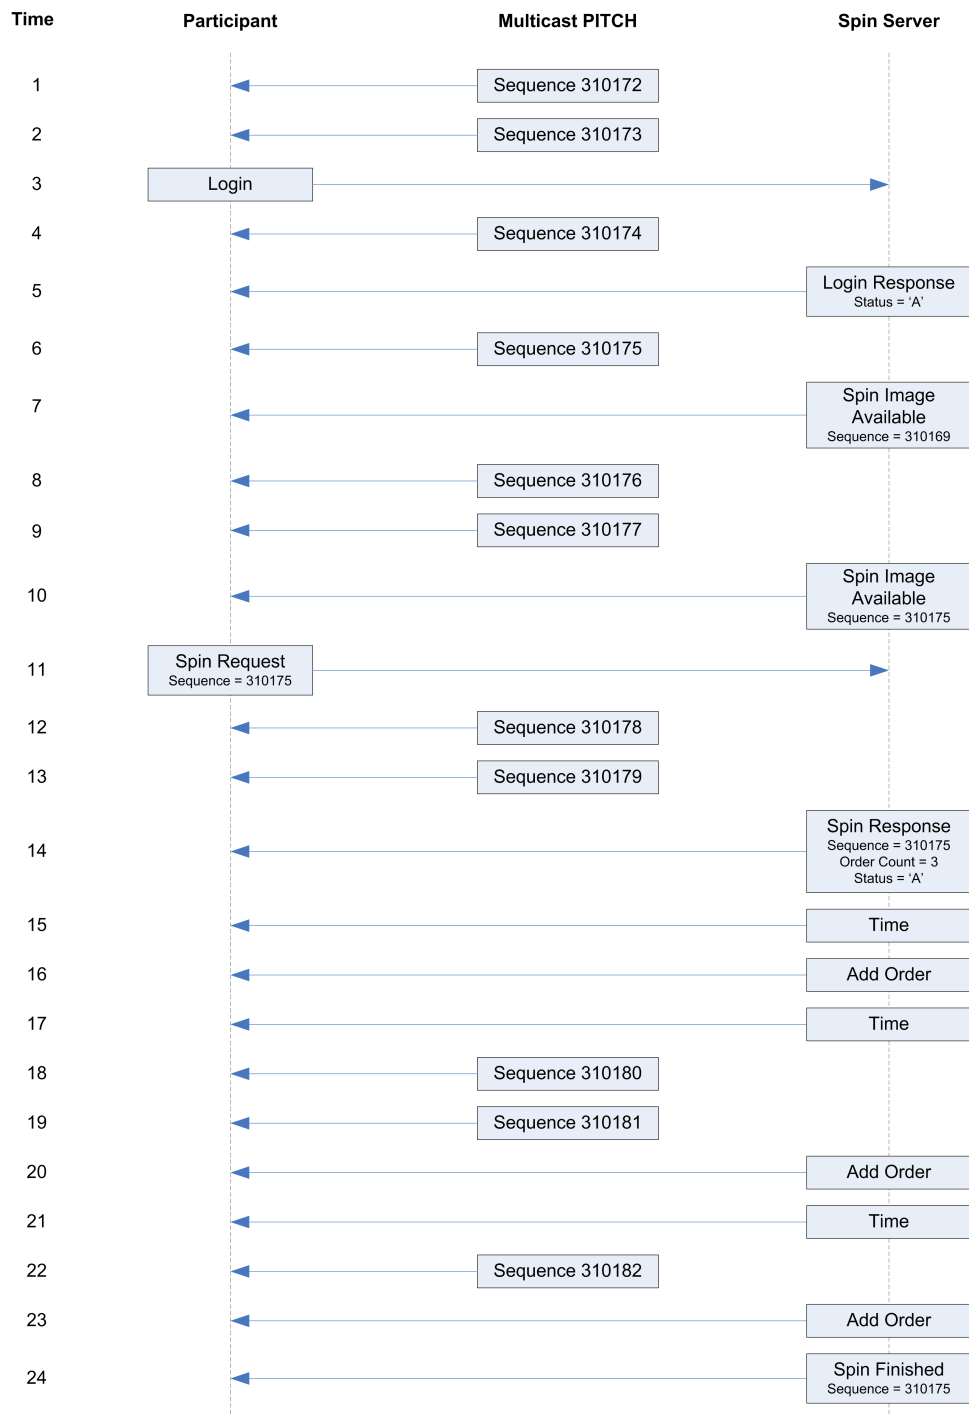 Time Participant Multicast PITCH Spin Server
1 Sequence 310172
2 Sequence 310173
3 Login
4 Sequence 310174
5 Login Response
Status = ‘A’
6 Sequence 310175
7 Spin Image
Available
Sequence = 310169
8 Sequence 310176
9 Sequence 310177
10 Spin Image
Available
Sequence = 310175
11 Spin Request
Sequence = 310175
12 Sequence 310178
13 Sequence 310179
14 Spin Response
Sequence = 310175
Order Count = 3
Status = ‘A’
15 Time
16 Add Order
17 Time
18 Sequence 310180
19 Sequence 310181
20 Add Order
21 Time
22 Sequence 310182
23 Add Order
24 Spin Finished
Sequence = 310175